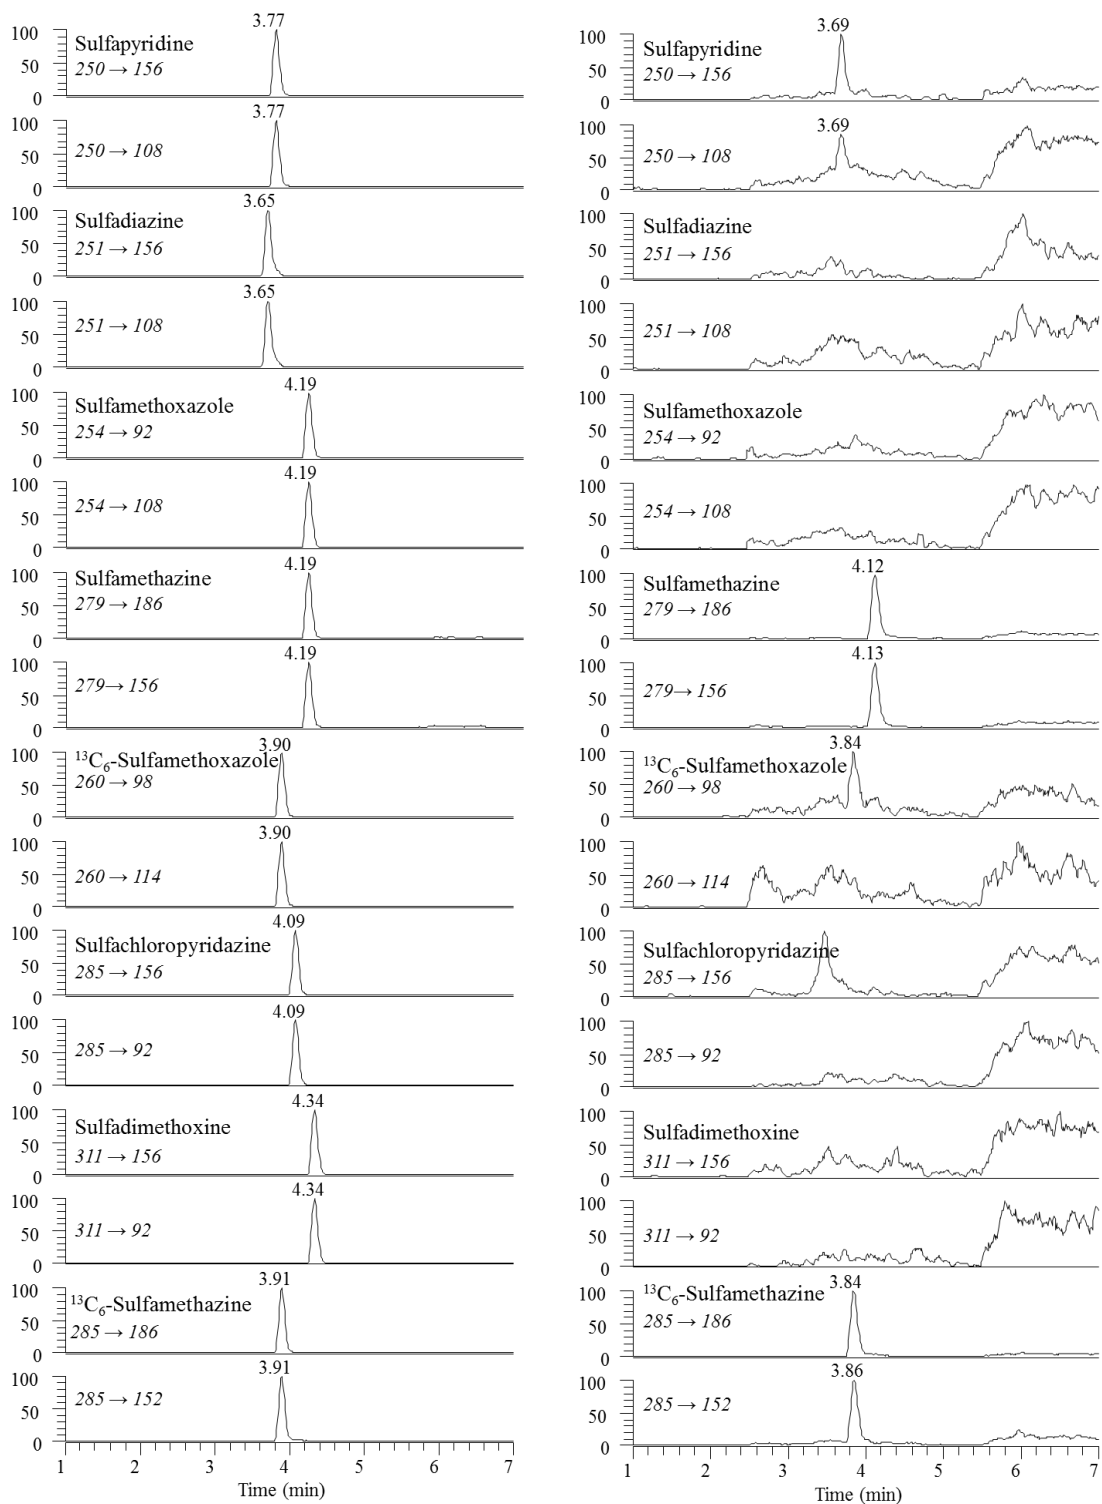 3.77
100
Sulfapyridine
50
250 → 156
0
3.77
100
50
250 → 108
0
3.65
100
Sulfadiazine
50
251 → 156
0
3.65
100
50
251 → 108
0
4.19
100
Sulfamethoxazole
50
254 → 92
0
4.19
100
50
254 → 108
0
4.19
100
Sulfamethazine
50
279 → 186
0
4.19
100
50
279→ 156
0
3.90
100
13C6-Sulfamethoxazole
50
260 → 98
0
3.90
100
50
260 → 114
0
4.09
100
Sulfachloropyridazine
50
285 → 156
0
4.09
100
50
285 → 92
0
4.34
100
Sulfadimethoxine
50
311 → 156
0
4.34
100
50
311 → 92
0
3.91
100
13C6-Sulfamethazine
50
285 → 186
0
3.91
100
50
285 → 152
0
1 2 3 4 5 6 7
Time (min)
3.69
100
Sulfapyridine
50
250 → 156
0
3.69
100
50
250 → 108
0
100
Sulfadiazine
50
251 → 156
0
100
50
251 → 108
0
100
Sulfamethoxazole
50
254 → 92
0
100
50
254 → 108
0
4.12
100
Sulfamethazine
50
279 → 186
0
4.13
100
50
279→ 156
0
3.84
100
13C6-Sulfamethoxazole
50
260 → 98
0
100
50
260 → 114
0
100
Sulfachloropyridazine
50
285 → 156
0
100
50
285 → 92
0
100
Sulfadimethoxine
50
311 → 156
0
100
50
311 → 92
0
3.84
100
13C6-Sulfamethazine
50
285 → 186
0
3.86
100
50
285 → 152
0
1 2 3 4 5 6 7
Time (min)